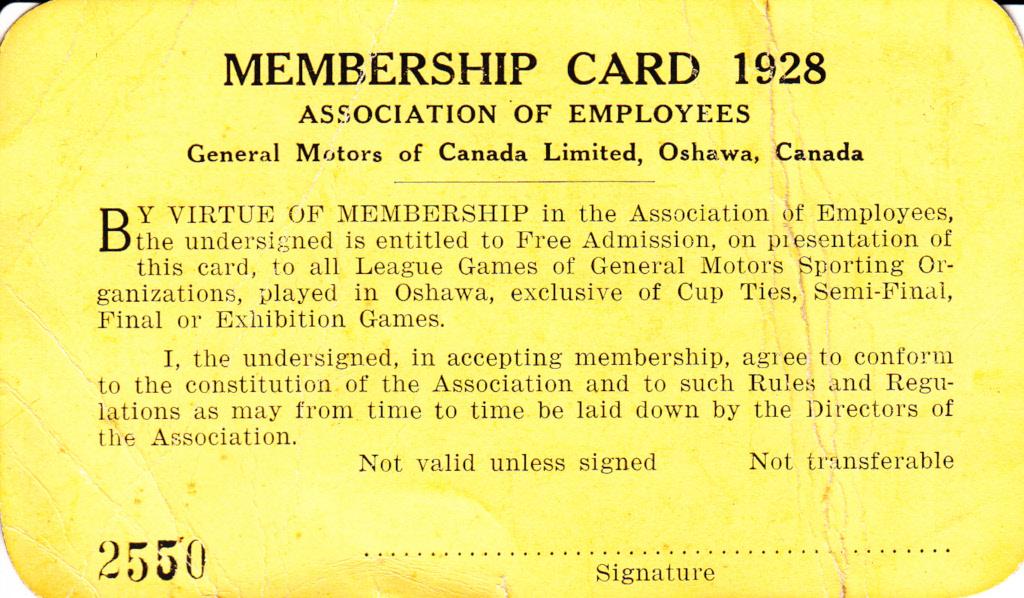 MEMBERSHIP CARD 1928
ASSOCIATION OF EMPLOYEES
General Motors of Canada Limited, Oshawa, Canada
BY VIRTUE OF MEMBERSHIP in the Association of Employees,
the undersigned is entitled to Free Admission, on presentation of
this card, to all League Games of General Motors Sporting Or-
ganizations, played in Oshawa, exclusive of Cup Ties, Semi-Final,
Final or Exhibition Games.
I, the undersigned, in accepting membership, agree to conform
to the constitution of the Association and to such Rules and Regu-
lations as may from time to time be laid down by the Directors of
the Association.
Not valid unless signed Not transferable
2550
Signature